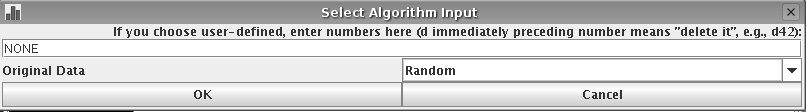 Select Algorithm Input
If you choose user-defined, enter numbers here (d immediately preceding number means "delete it", e.g., d42):
NONE
Original Data Random
OK Cancel